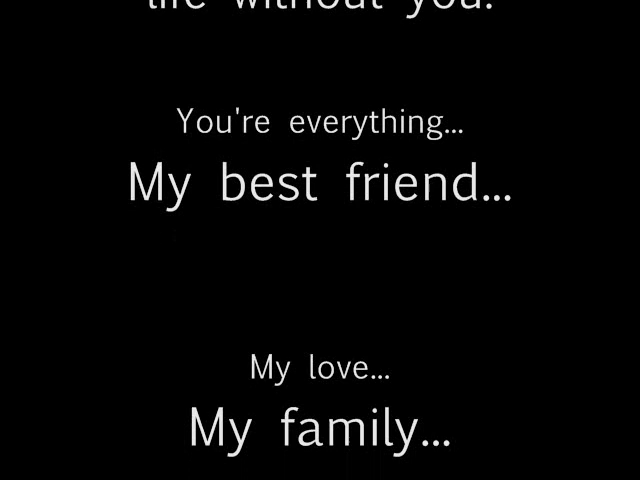 life without you.
You're everything...
My best friend...
My love...
My family...